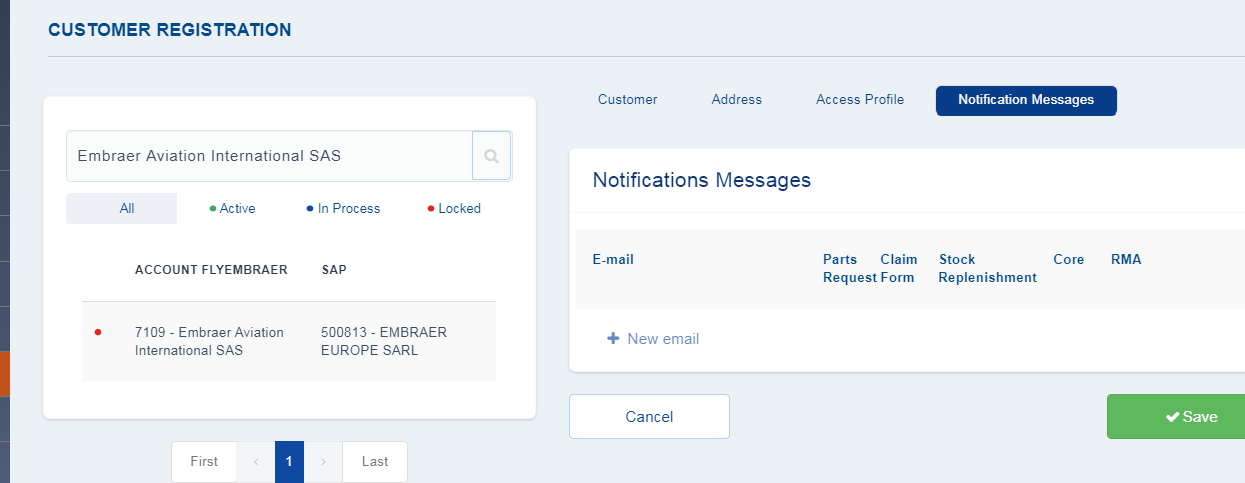 CUSTOMER REGISTRATION
Customer
Address
Access Profile
Notification Messages
Embraer Aviation International SAS
All
Active
In Process
Locked
ACCOUNT FLYEMBRAER
SAP
7109 - Embraer Aviation
International SAS
500813 - EMBRAER
EUROPE SARL
First
‹
1
›
Last
Notifications Messages
E-mail
Parts
Request
Claim
Form
Stock
Replenishment
Core
RMA
New email
Cancel
Save